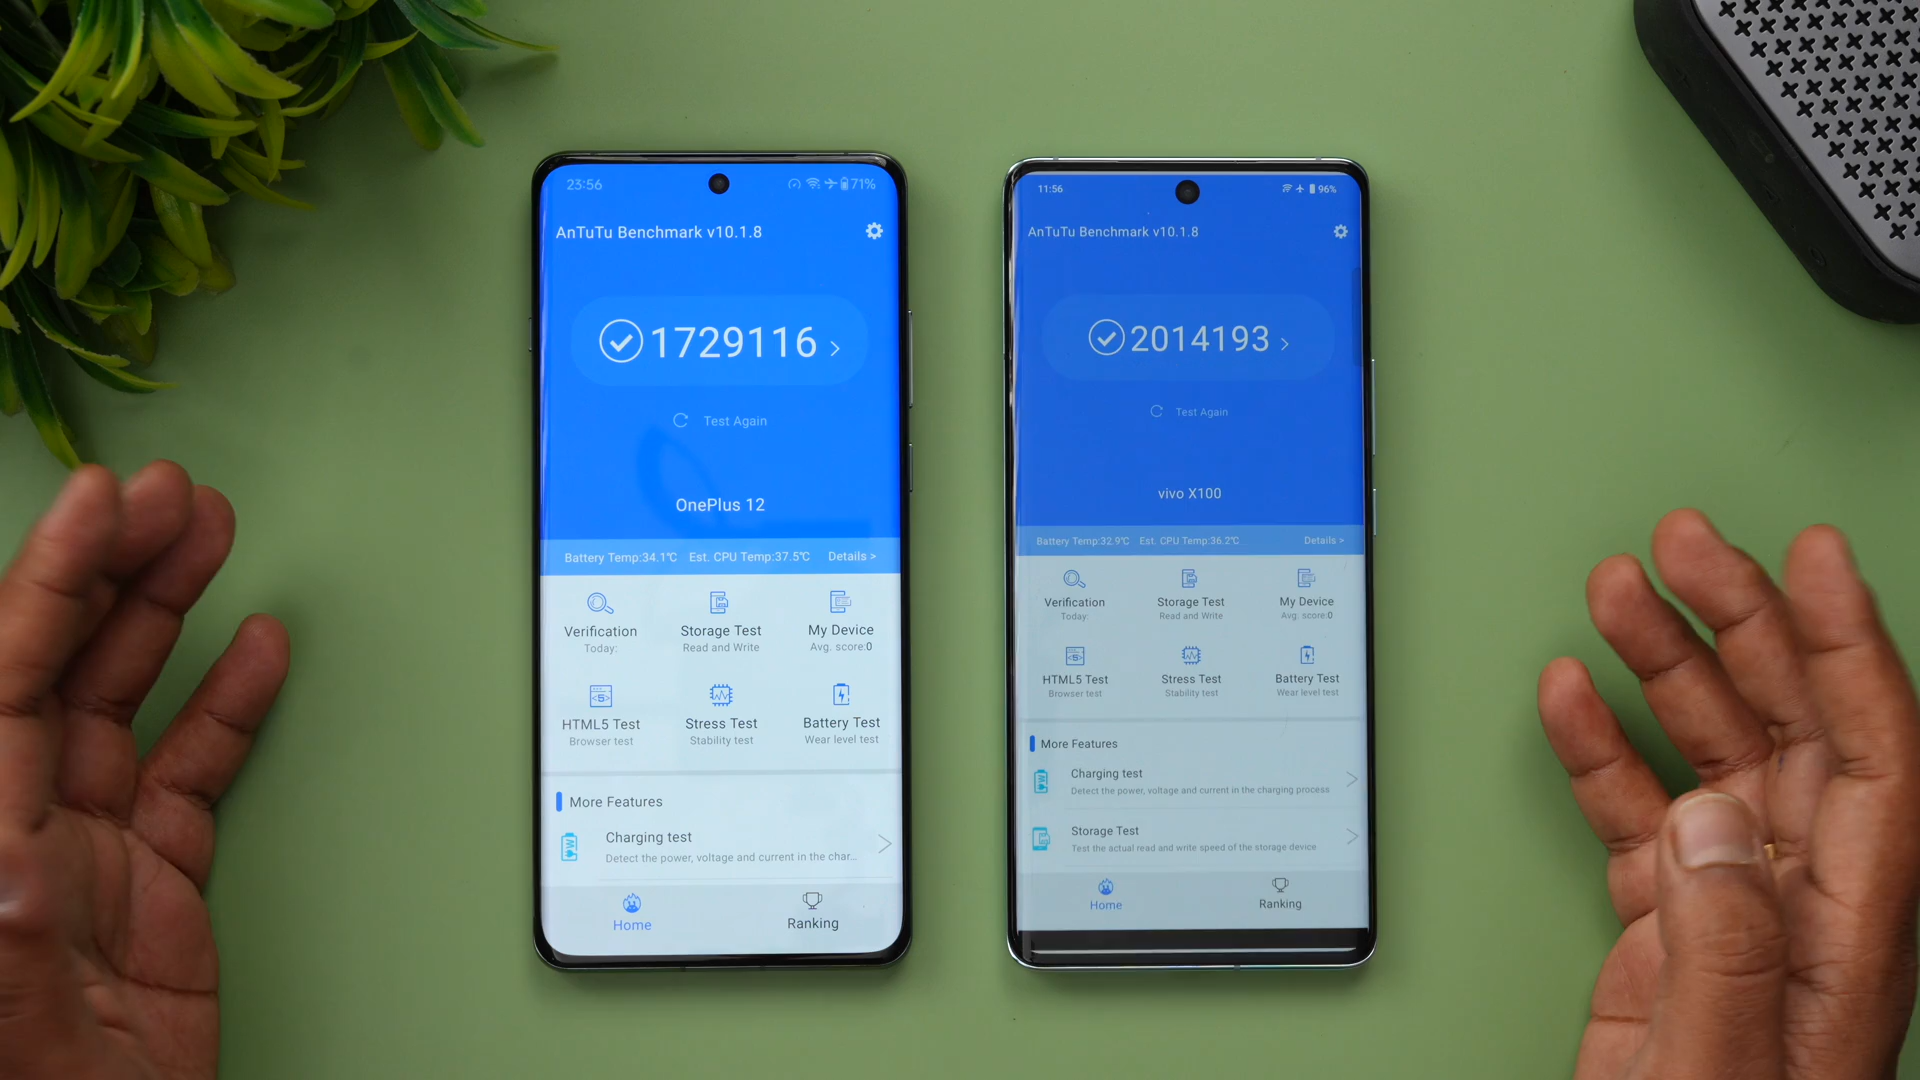 23:56
71%
AnTuTu Benchmark v10.1.8
1729116 >
Test Again
OnePlus 12
Battery Temp:34.1℃ Est. CPU Temp:37.5℃ Details >
Verification
Today:
Storage Test
Read and Write
My Device
Avg. score:0
HTML5 Test
Browser test
Stress Test
Stability test
Battery Test
Wear level test
More Features
Charging test
Detect the power, voltage and current in the char...
Home
Ranking
11:56
96%
AnTuTu Benchmark v10.1.8
2014193 >
Test Again
vivo X100
Battery Temp:32.9℃ Est. CPU Temp:36.2℃ Details >
Verification
Today:
Storage Test
Read and Write
My Device
Avg. score:0
HTML5 Test
Browser test
Stress Test
Stability test
Battery Test
Wear level test
More Features
Charging test
Detect the power, voltage and current in the charging process
Storage Test
Test the actual read and write speed of the storage device
Home
Ranking